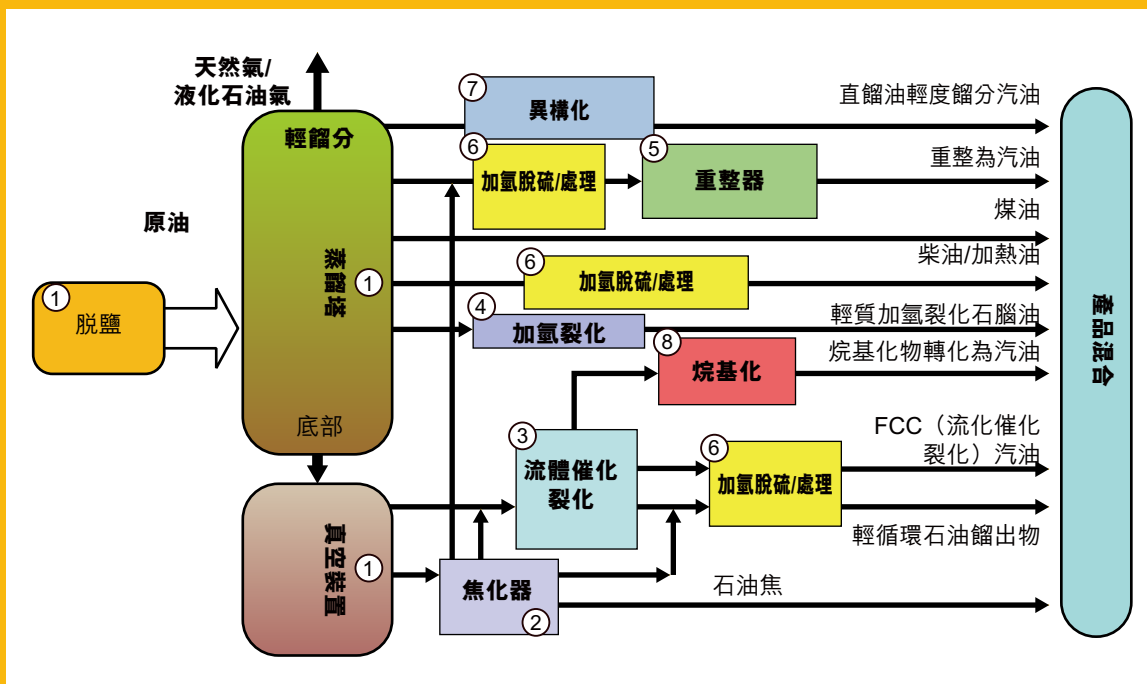 天然氣/
液化石油氣
原油
①
脱鹽
輕餾分
蒸餾塔
①
底部
真空裝置
①
⑦
異構化
直餾油輕度餾分汽油
⑥
加氫脫硫/處理
⑤
重整器
重整為汽油
煤油
⑥
加氫脫硫/處理
柴油/加熱油
④
加氫裂化
輕質加氫裂化石腦油
⑧
烷基化
烷基化物轉化為汽油
③
流體催化
裂化
⑥
加氫脫硫/處理
FCC（流化催化
裂化）汽油
輕循環石油餾出物
焦化器
②
石油焦
產品混合